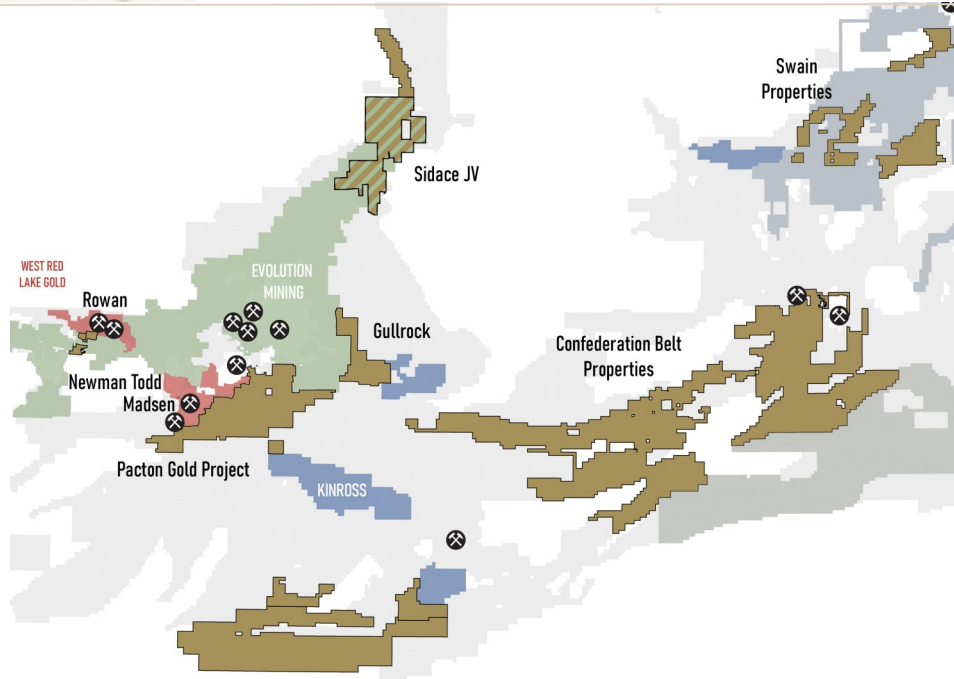 Swain
Properties
Sidace JV
EVOLUTION
MINING
WEST RED
LAKE GOLD
Rowan
Gullrock
Confederation Belt
Properties
Newman Todd
Madsen
Pacton Gold Project
KINROSS